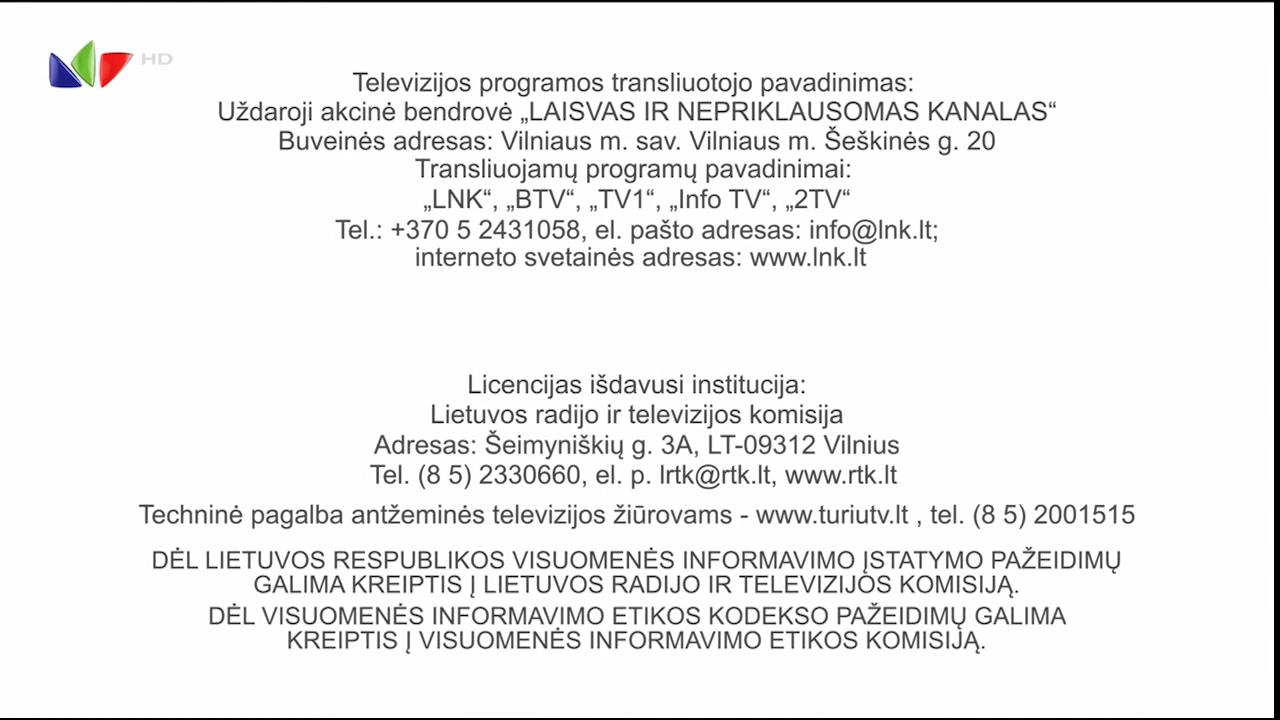 HD
Televizijos programos transliuotojo pavadinimas:
Uždaroji akcinė bendrovė „LAISVAS IR NEPRIKLAUSOMAS KANALAS“
Buveinės adresas: Vilniaus m. sav. Vilniaus m. Šeškinės g. 20
Transliuojamų programų pavadinimai:
„LNK“, „BTV“, „TV1“, „Info TV“, „2TV“
Tel.: +370 5 2431058, el. pašto adresas: info@lnk.lt;
interneto svetainės adresas: www.lnk.lt
Licencijas išdavusi institucija:
Lietuvos radijo ir televizijos komisija
Adresas: Šeimyniškių g. 3A, LT-09312 Vilnius
Tel. (8 5) 2330660, el. p. lrtk@rtk.lt, www.rtk.lt
Techninė pagalba antžeminės televizijos žiūrovams - www.turiutv.lt , tel. (8 5) 2001515
DĖL LIETUVOS RESPUBLIKOS VISUOMENĖS INFORMAVIMO ĮSTATYMO PAŽEIDIMŲ
GALIMA KREIPTIS Į LIETUVOS RADIJO IR TELEVIZIJOS KOMISIJĄ.
DĖL VISUOMENĖS INFORMAVIMO ETIKOS KODEKSO PAŽEIDIMŲ GALIMA
KREIPTIS Į VISUOMENĖS INFORMAVIMO ETIKOS KOMISIJĄ.